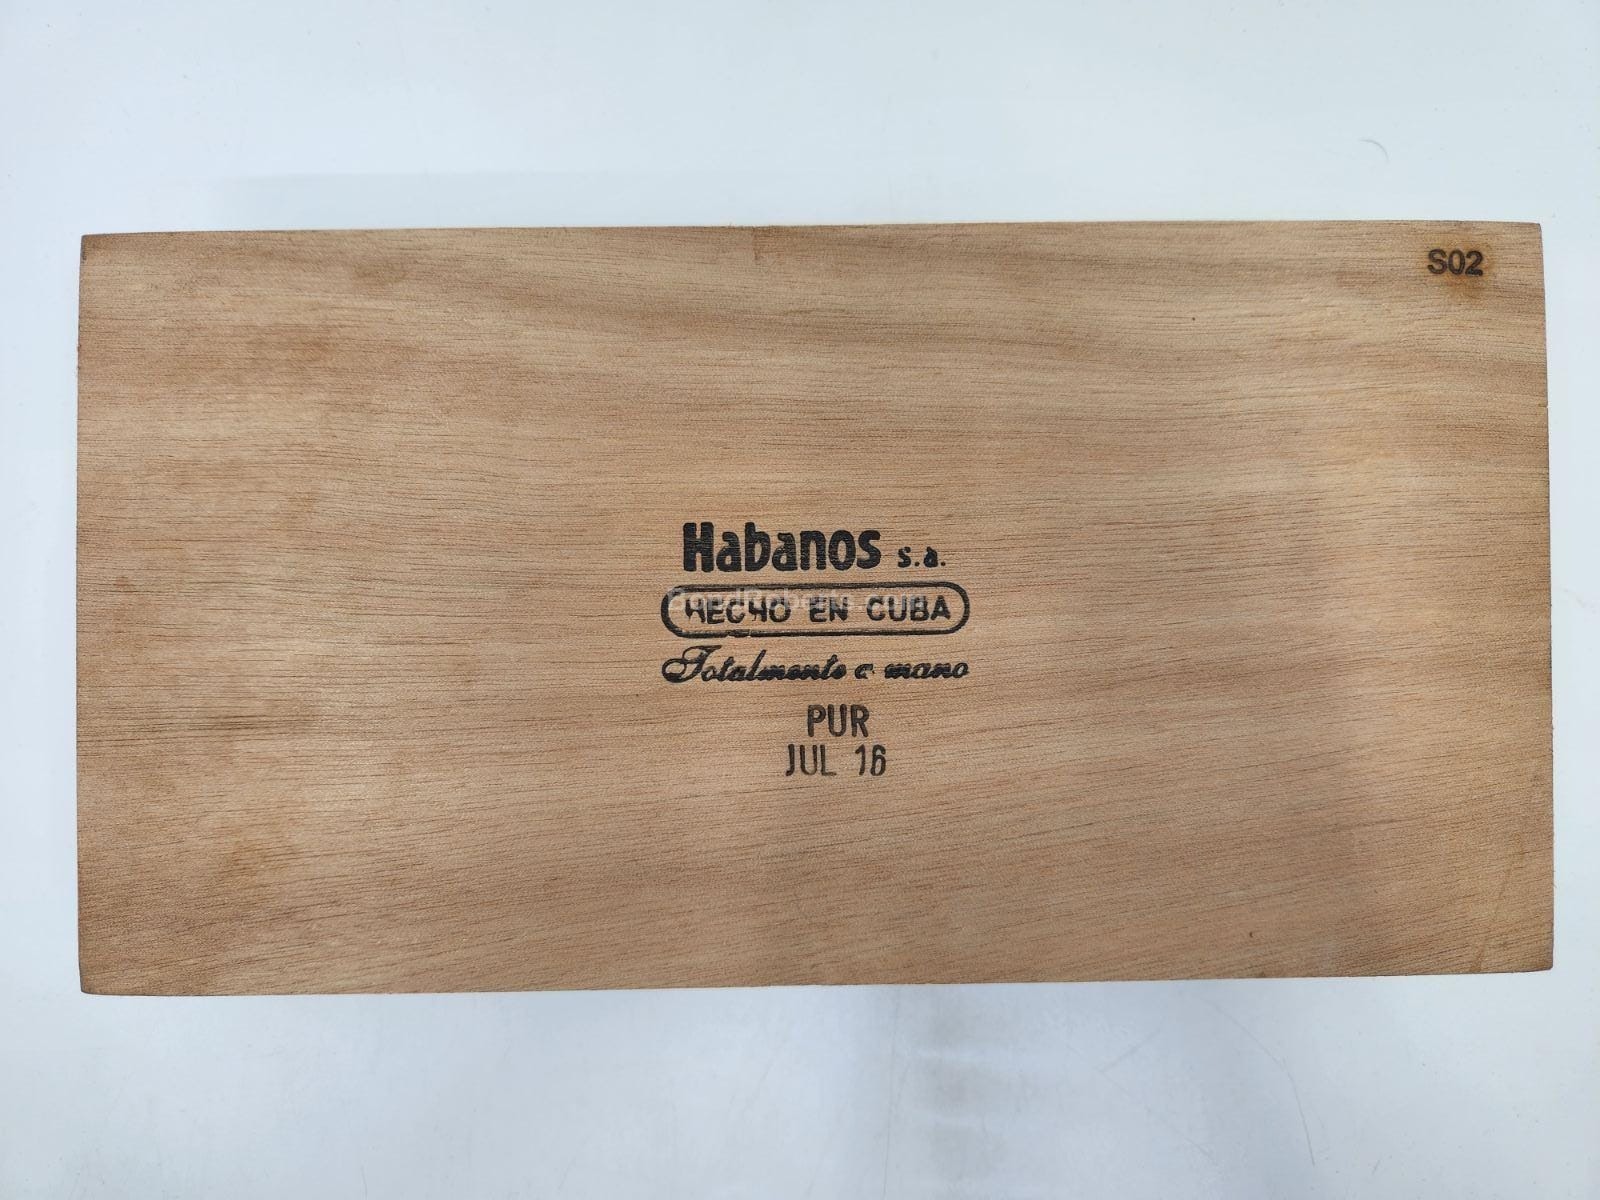 S02
Habanos s.a.
HECHO EN CUBA
Totalmente a mano
PUR
JUL 16